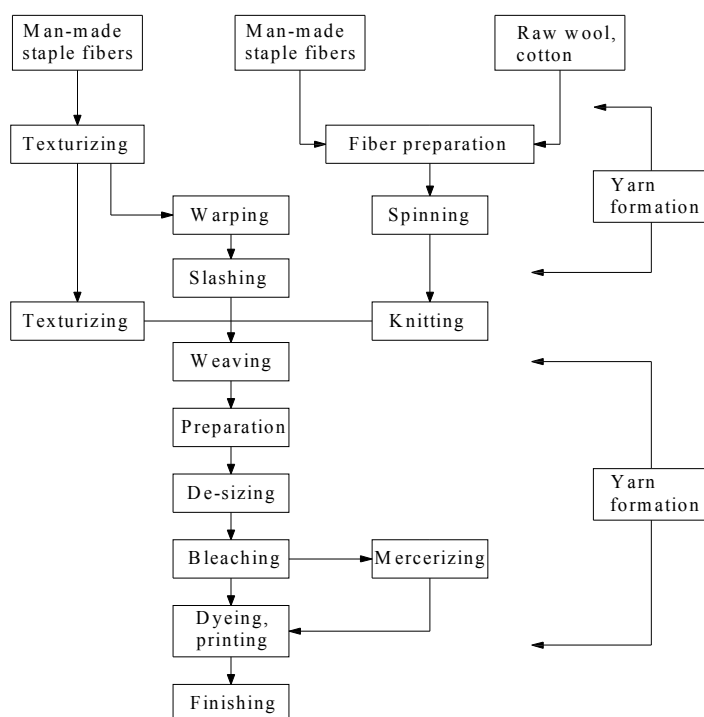 Man-made
staple fibers
Man-made
staple fibers
Raw wool,
cotton
Texturizing
Fiber preparation
Yarn
formation
Warping
Spinning
Slashing
Texturizing
Knitting
Weaving
Preparation
De-sizing
Yarn
formation
Bleaching
Mercerizing
Dyeing,
printing
Finishing